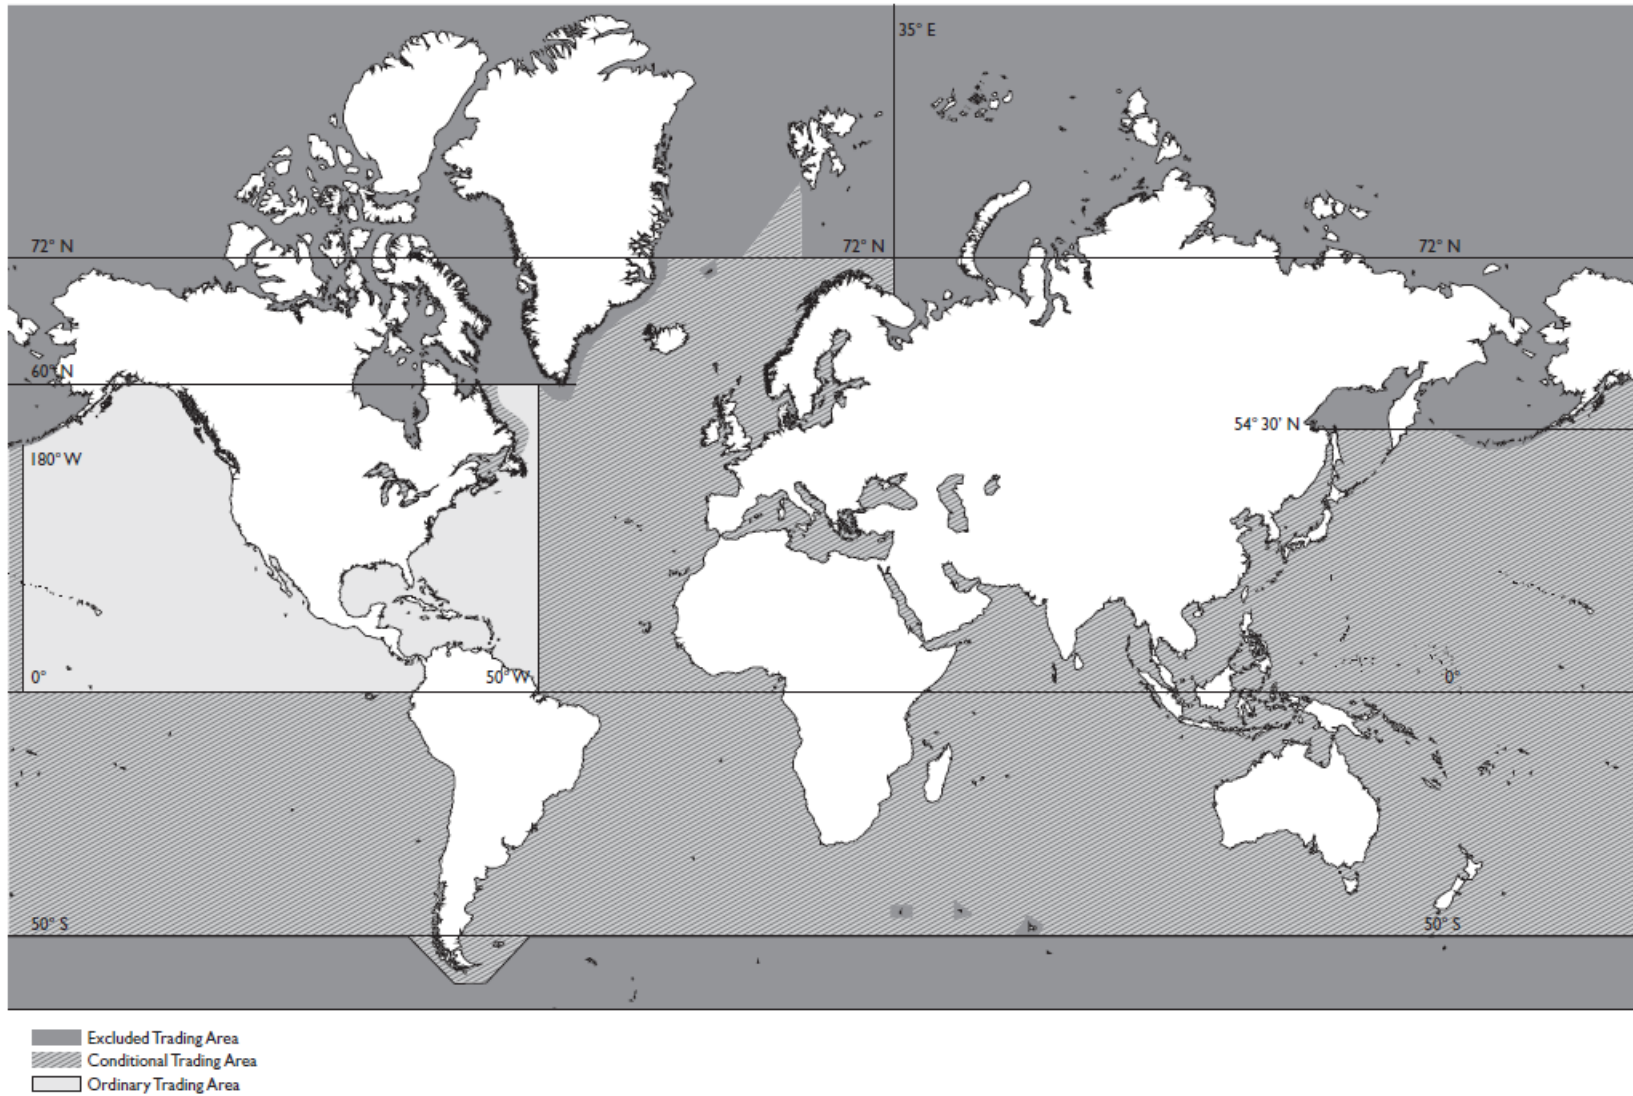 35° E
72° N
72° N
72° N
60° N
54° 30' N
180° W
0°
50° W
0°
50° S
50° S
Excluded Trading Area
Conditional Trading Area
Ordinary Trading Area